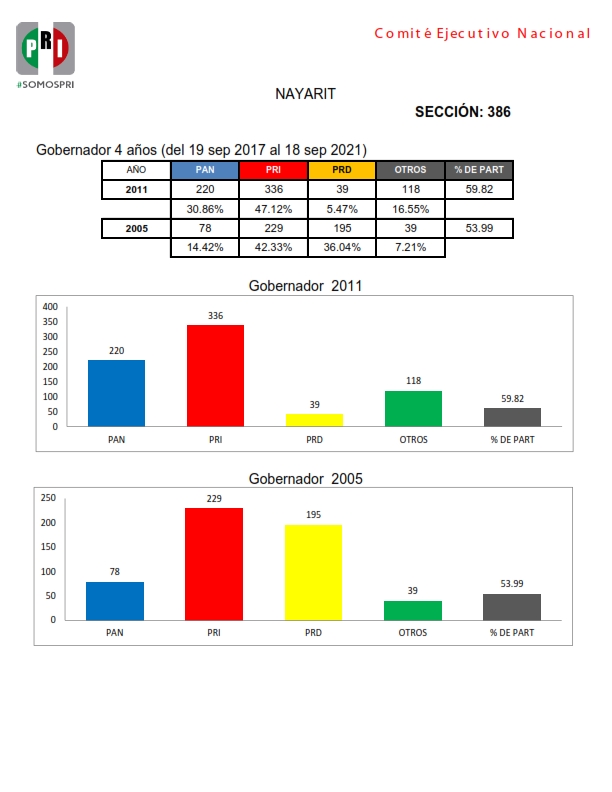 Comité Ejecutivo Nacional
PRI
#SOMOSPRI
NAYARIT
SECCIÓN: 386
Gobernador 4 años (del 19 sep 2017 al 18 sep 2021)
AÑO PAN PRI PRD OTROS % DE PART
2011 220 336 39 118 59.82
30.86% 47.12% 5.47% 16.55%
2005 78 229 195 39 53.99
14.42% 42.33% 36.04% 7.21%
Gobernador 2011
400
350
300
250
200
150
100
50
0
220
336
39
118
59.82
PAN PRI PRD OTROS % DE PART
Gobernador 2005
250
200
150
100
50
0
78
229
195
39
53.99
PAN PRI PRD OTROS % DE PART